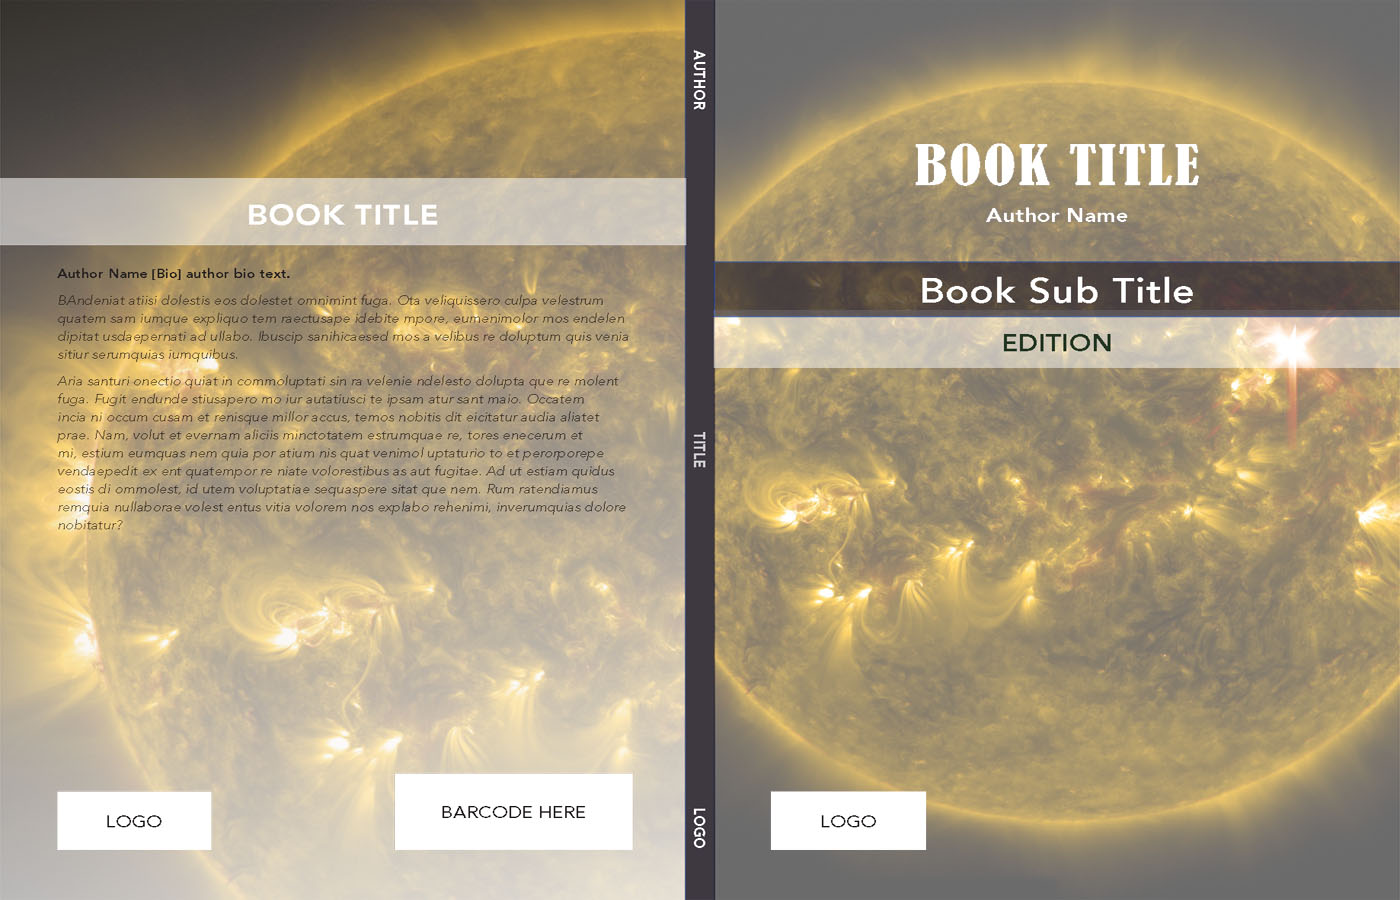 BOOK TITLE
Author Name [Bio] author bio text.
BAndeniat atiisi dolestis eos dolestet omnimint fuga. Ota veliquissero culpa velestrum
quatem sam iumque expliquo tem raectusape idebite mpore, eumenimolor mos endelen
dipitat usdaepernati ad ullabo. Ibuscip sanihicaesed mos a velibus re doluptum quis venia
sitiur serumquias iumquibus.
Aria santuri onectio quiat in commoluptati sin ra velenie ndelesto dolupta que re molent
fuga. Fugit endunde stiusapero mo iur autatiusci te ipsam atur sant maio. Occatem
incia ni occum cusam et renisque millor accus, temos nobitis dit eicitatur audia aliatet
prae. Nam, volut et evernam aliciis minctotatem estrumquae re, tores enecerum et
mi, estium eumquas nem quia por atium nis quat venimol uptaturio to et perorporepe
vendaepedit ex ent quatempor re niate volorestibus as aut fugitae. Ad ut estiam quidus
eostis di ommolest, id utem voluptatiae sequaspere sitat que nem. Rum ratendiamus
remquia nullaborae volest entus vitia volorem nos explabo rehenimi, inverumquias dolore
nobitatur?
LOGO
BARCODE HERE
AUTHOR
TITLE
LOGO
BOOK TITLE
Author Name
Book Sub Title
EDITION
LOGO